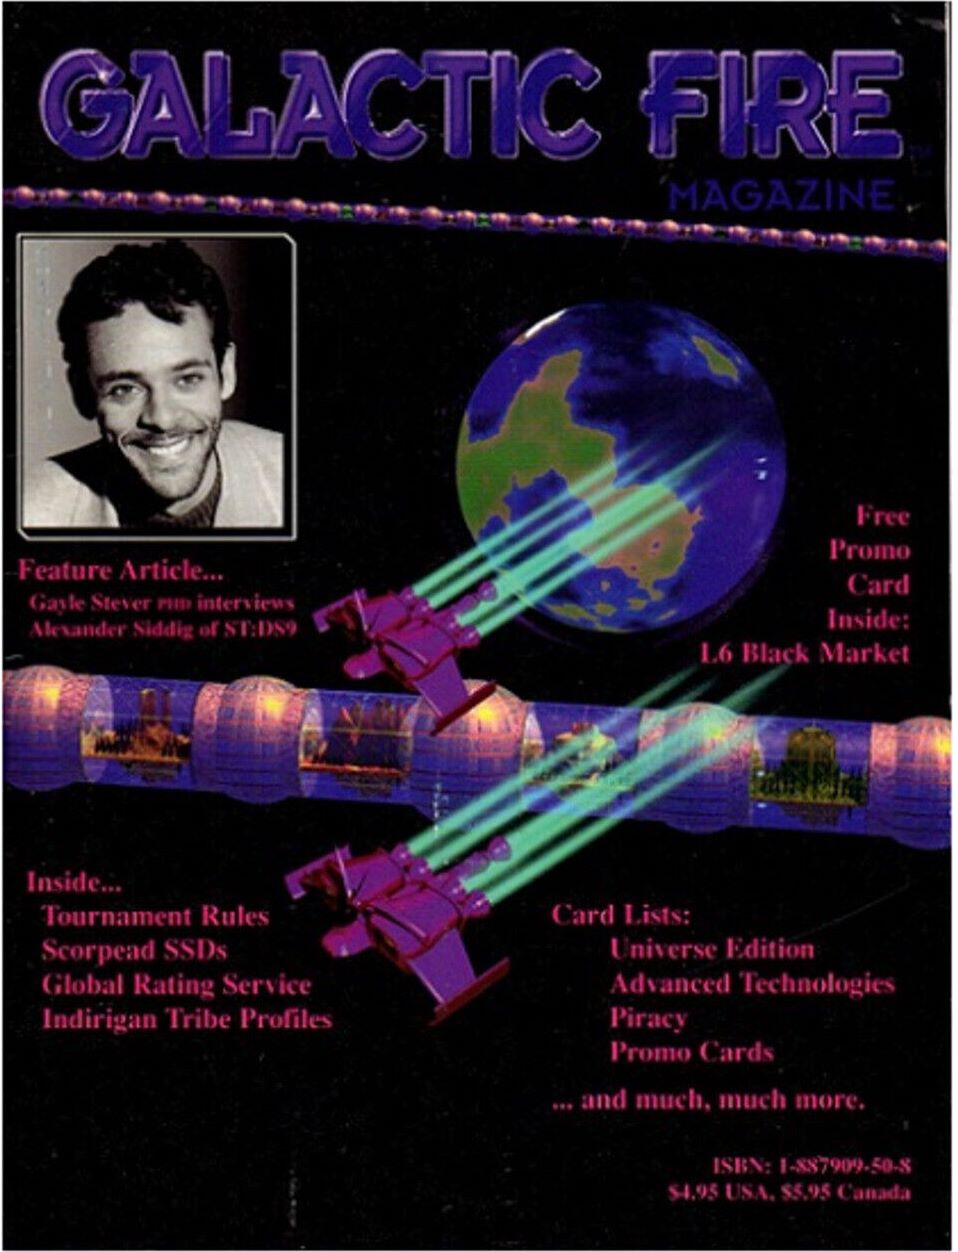 GALACTIC FIRE
MAGAZINE
Feature Article...
Gayle Stever PHD interviews
Alexander Siddig of ST:DS9
Free
Promo
Card
Inside:
L6 Black Market
Inside...
Tournament Rules
Scorpead SSDs
Global Rating Service
Indirigan Tribe Profiles
Card Lists:
Universe Edition
Advanced Technologies
Piracy
Promo Cards
... and much, much more.
ISBN: 1-887909-50-8
$4.95 USA, $5.95 Canada